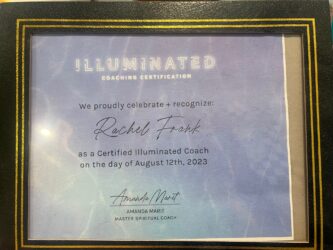 ILLUMINATED
COACHING CERTIFICATION
We proudly celebrate + recognize:
Rachel Frank
as a Certified Illuminated Coach
on the day of August 12th, 2023
Amanda Marit
AMANDA MARIT
MASTER SPIRITUAL COACH